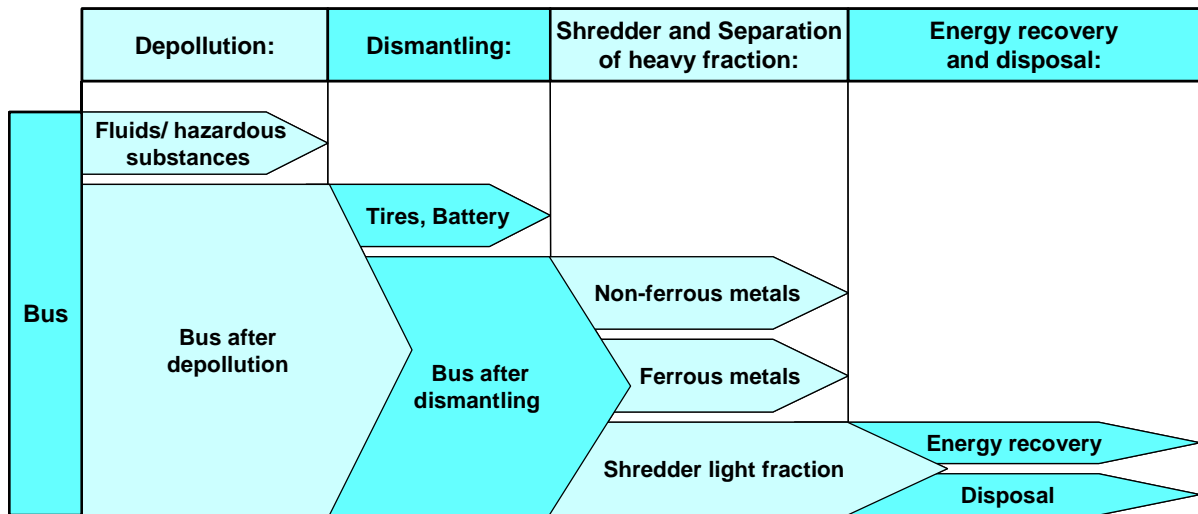 Depollution:
Dismantling:
Shredder and Separation
of heavy fraction:
Energy recovery
and disposal:
Fluids/ hazardous
substances
Tires, Battery
Bus
Non-ferrous metals
Bus after
depollution
Ferrous metals
Bus after
dismantling
Energy recovery
Shredder light fraction
Disposal